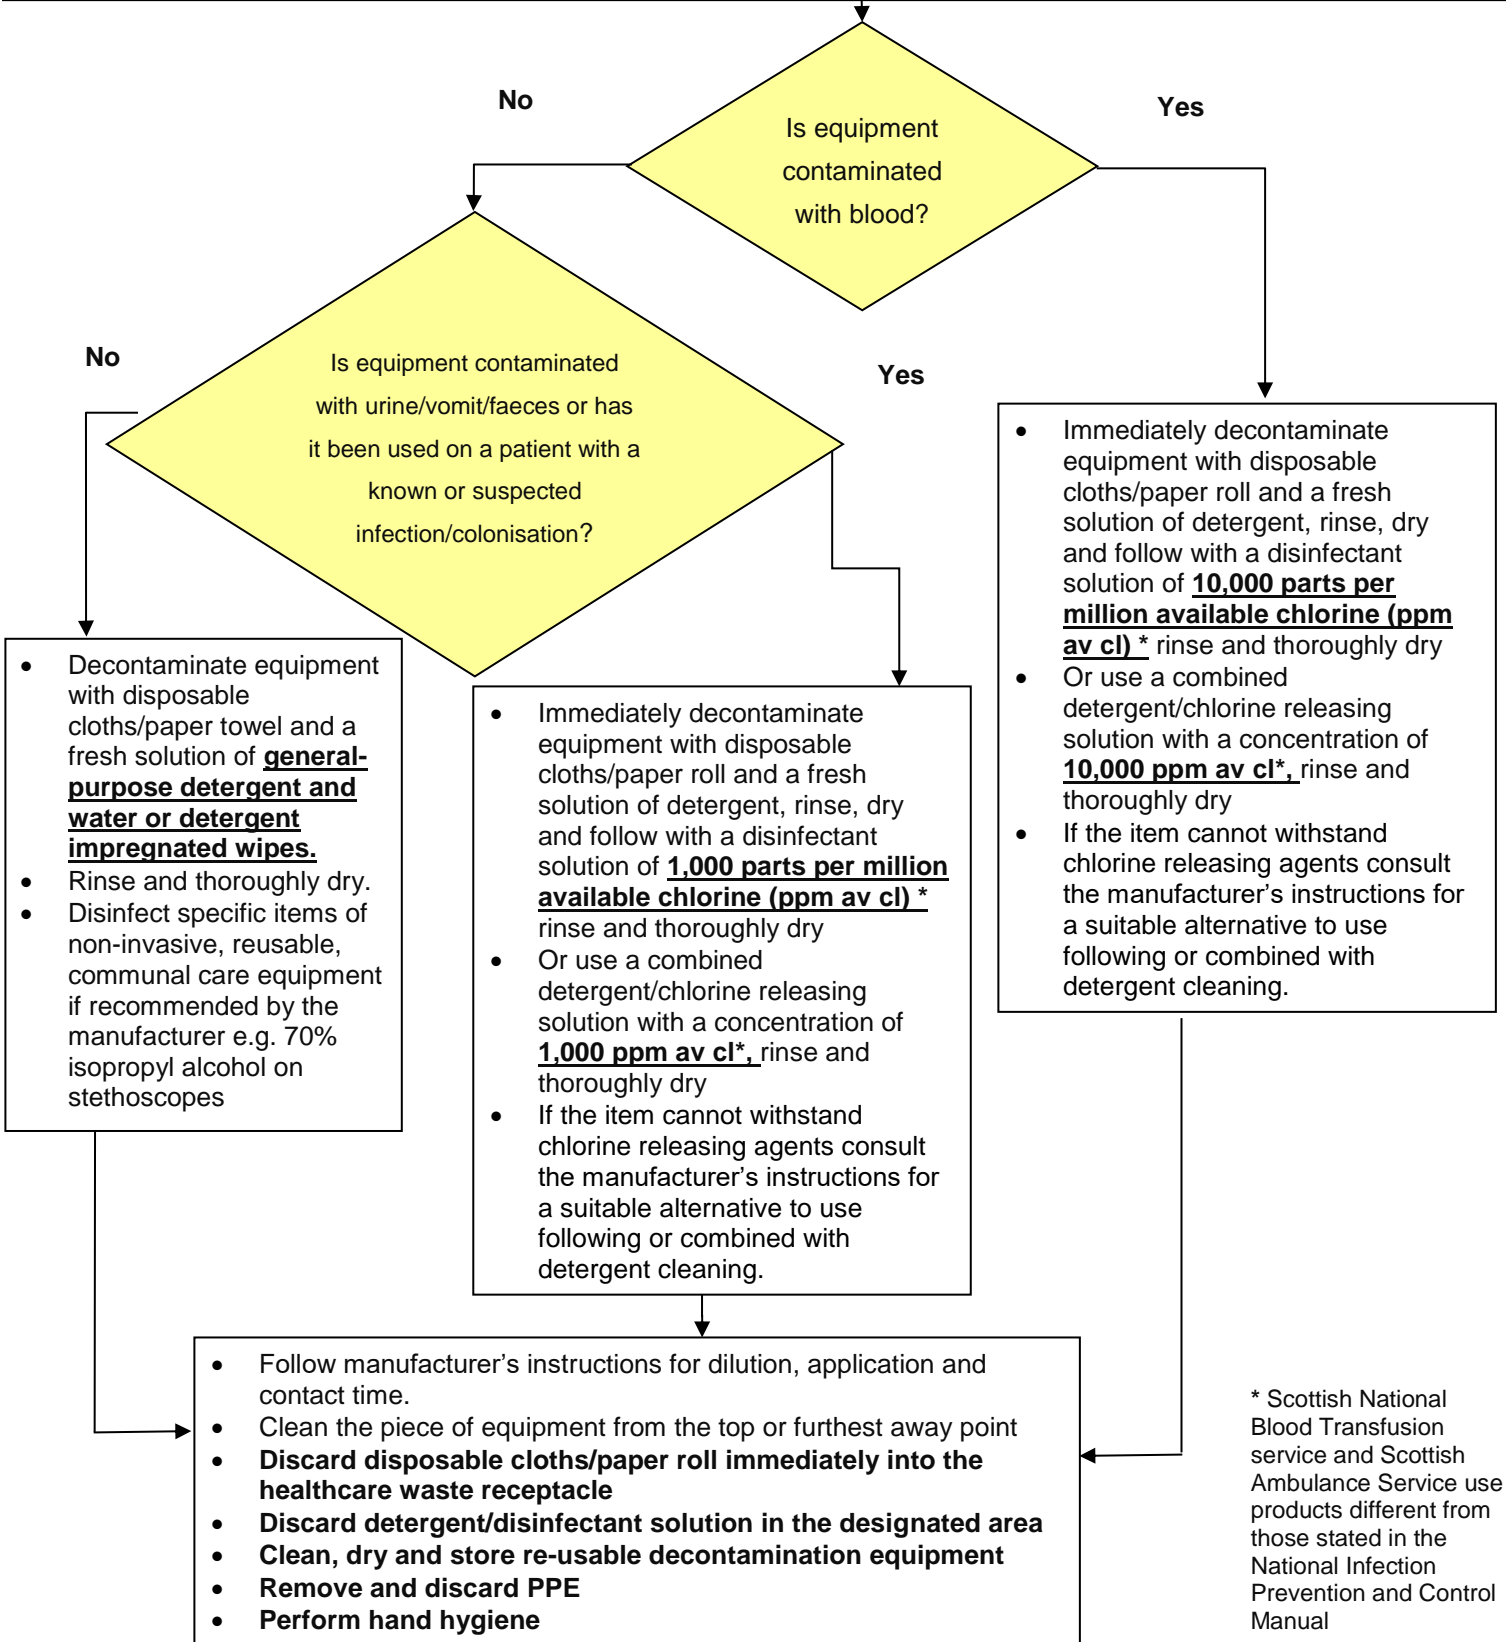 No
Yes
Is equipment
contaminated
with blood?
No
Yes
Is equipment contaminated
with urine/vomit/faeces or has
it been used on a patient with a
known or suspected
infection/colonisation?
• Decontaminate equipment
with disposable
cloths/paper towel and a
fresh solution of general-
purpose detergent and
water or detergent
impregnated wipes.
• Rinse and thoroughly dry.
• Disinfect specific items of
non-invasive, reusable,
communal care equipment
if recommended by the
manufacturer e.g. 70%
isopropyl alcohol on
stethoscopes
• Immediately decontaminate
equipment with disposable
cloths/paper roll and a fresh
solution of detergent, rinse, dry
and follow with a disinfectant
solution of 1,000 parts per million
available chlorine (ppm av cl) *
rinse and thoroughly dry
• Or use a combined
detergent/chlorine releasing
solution with a concentration of
1,000 ppm av cl*, rinse and
thoroughly dry
• If the item cannot withstand
chlorine releasing agents consult
the manufacturer’s instructions for
a suitable alternative to use
following or combined with
detergent cleaning.
• Immediately decontaminate
equipment with disposable
cloths/paper roll and a fresh
solution of detergent, rinse, dry
and follow with a disinfectant
solution of 10,000 parts per
million available chlorine (ppm
av cl) * rinse and thoroughly dry
• Or use a combined
detergent/chlorine releasing
solution with a concentration of
10,000 ppm av cl*, rinse and
thoroughly dry
• If the item cannot withstand
chlorine releasing agents consult
the manufacturer’s instructions for
a suitable alternative to use
following or combined with
detergent cleaning.
• Follow manufacturer’s instructions for dilution, application and
contact time.
• Clean the piece of equipment from the top or furthest away point
• Discard disposable cloths/paper roll immediately into the
healthcare waste receptacle
• Discard detergent/disinfectant solution in the designated area
• Clean, dry and store re-usable decontamination equipment
• Remove and discard PPE
• Perform hand hygiene
* Scottish National
Blood Transfusion
service and Scottish
Ambulance Service use
products different from
those stated in the
National Infection
Prevention and Control
Manual